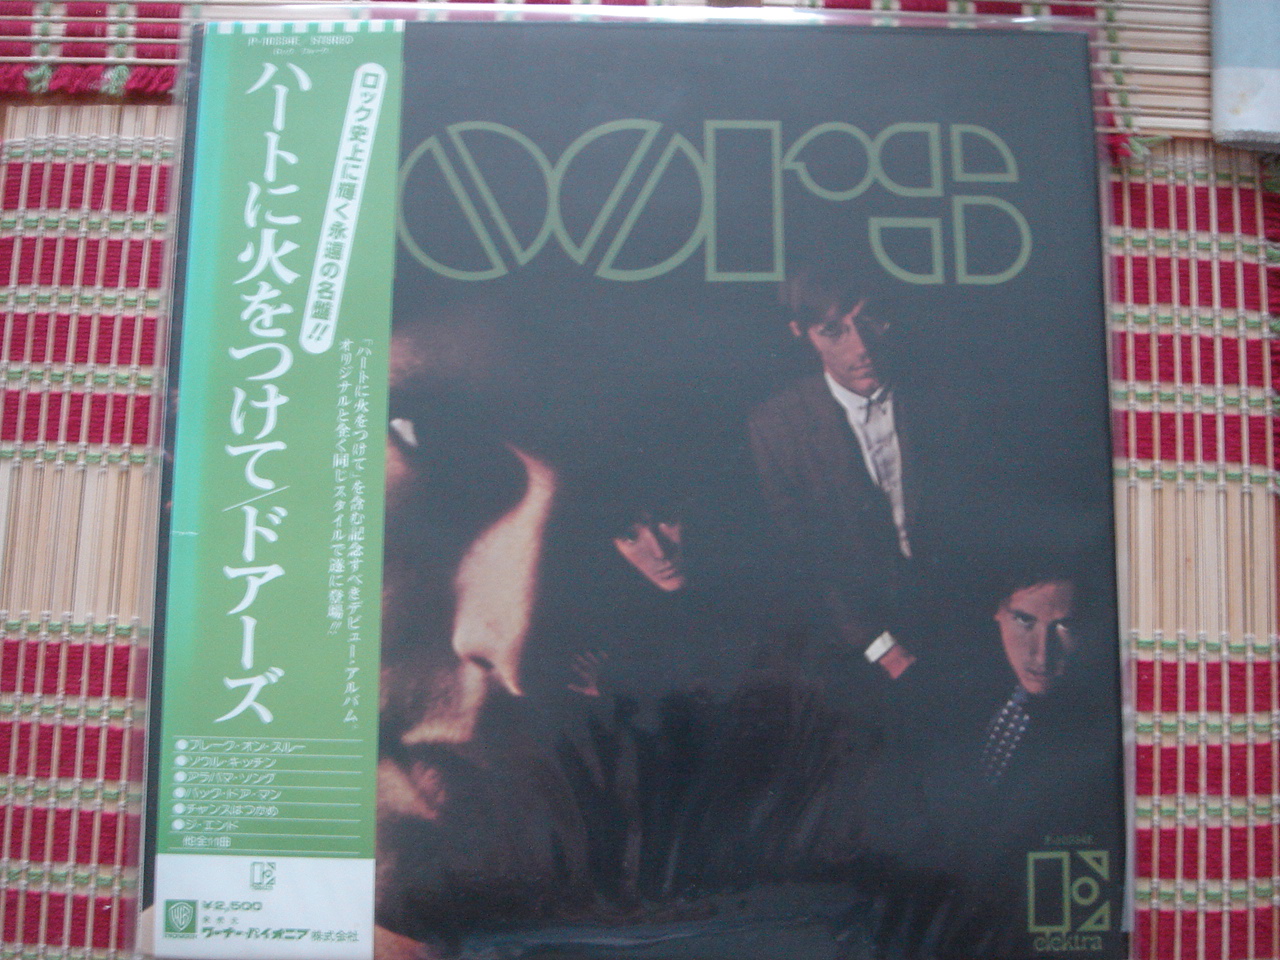 P-10334E STEREO
ハートに火をつけて/ドアーズ
ロック史上に輝く永遠の名盤!!
「ハートに火をつけて」を含む記念すべきデビュー・アルバム、
オリジナルと全く同じスタイルで遂に登場!!
●ブレーク・オン・スルー
●ソウル・キッチン
●アラバマ・ソング
●バック・ドア・マン
●チャンスはつかめ
●ジ・エンド
他全11曲
¥2,500
ワーナー・パイオニア株式会社
oors
elektra